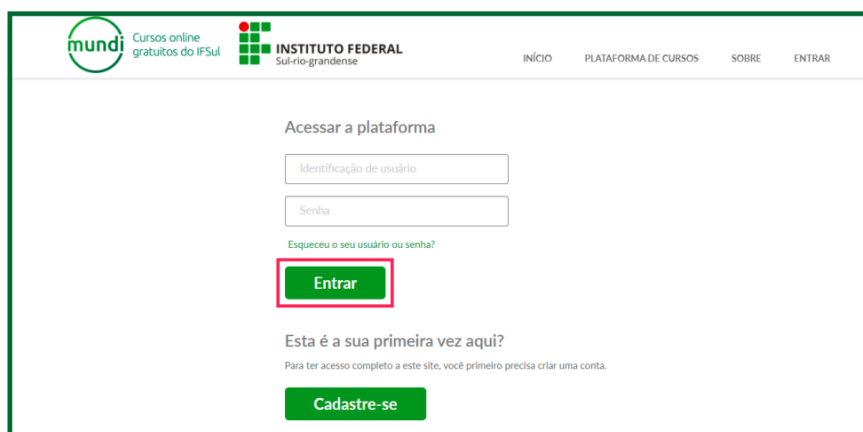 mundi
Cursos online
gratuitos do IFSul
INSTITUTO FEDERAL
Sul-rio-grandense
INÍCIO PLATAFORMA DE CURSOS SOBRE ENTRAR
Acessar a plataforma
Identificação de usuário
Senha
Esqueceu o seu usuário ou senha?
Entrar
Esta é a sua primeira vez aqui?
Para ter acesso completo a este site, você primeiro precisa criar uma conta.
Cadastre-se